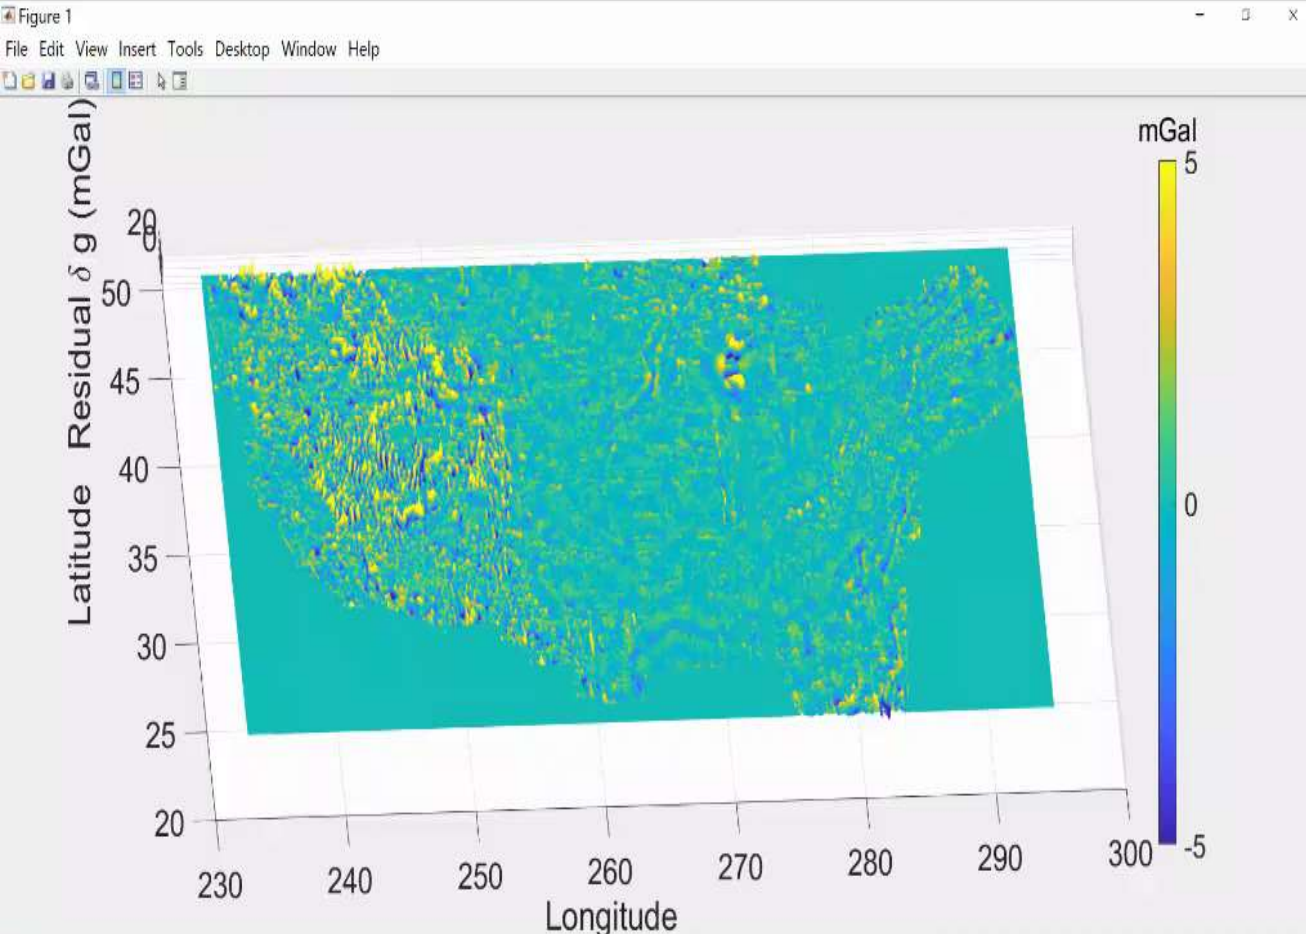 Figure 1
File Edit View Insert Tools Desktop Window Help
mGal
5
0
-5
Residual δ g (mGal)
20
0
Latitude
50
45
40
35
30
25
20
230 240 250 260 270 280 290 300
Longitude